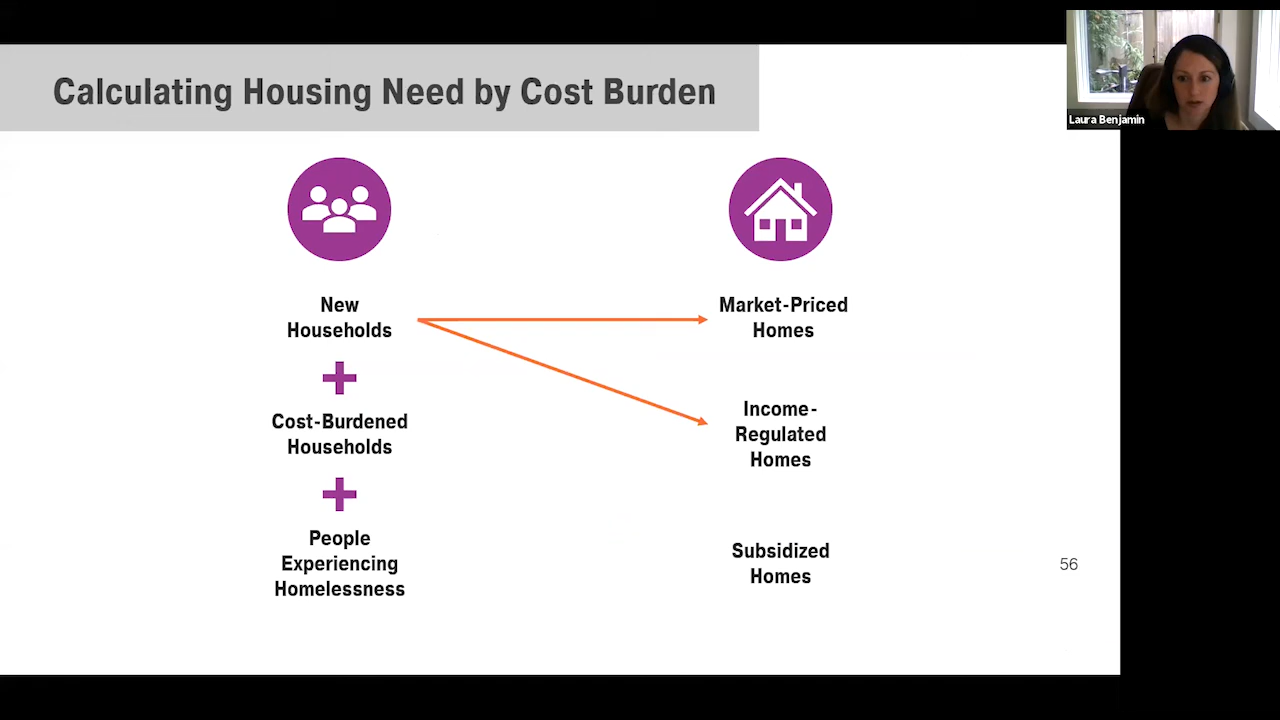 Calculating Housing Need by Cost Burden
Laura Benjamin
New
Households
Cost-Burdened
Households
People
Experiencing
Homelessness
Market-Priced
Homes
Income-
Regulated
Homes
Subsidized
Homes
56